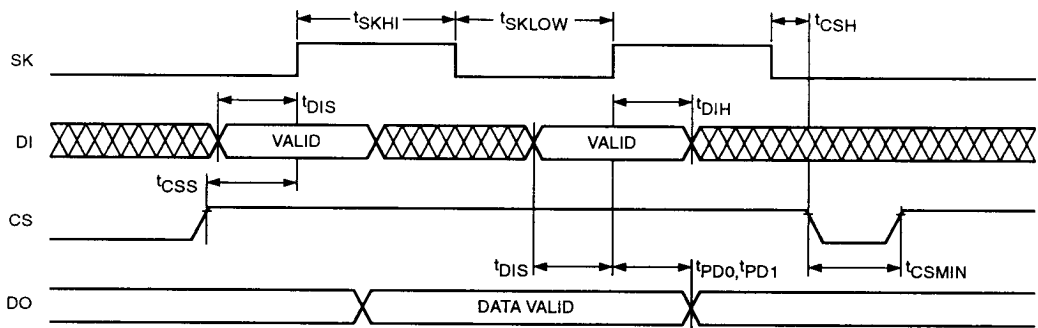 tSKHI tSKLOW tCSH
SK
tDIS tDIH
DI VALID VALID
tCSS
CS
tDIS tPD0,tPD1 tCSMIN
DO DATA VALID